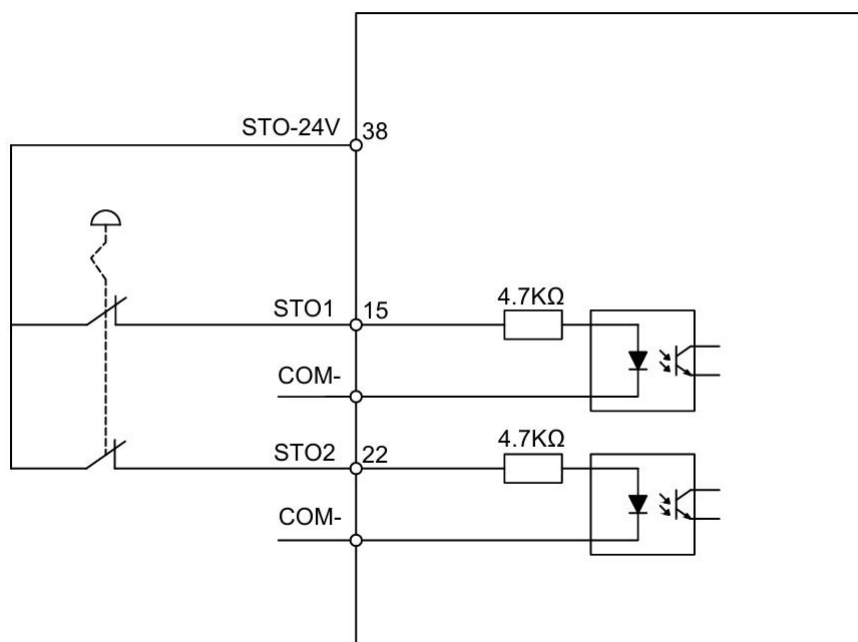 STO-24V
38
STO1
15
4.7KΩ
COM-
STO2
22
4.7KΩ
COM-